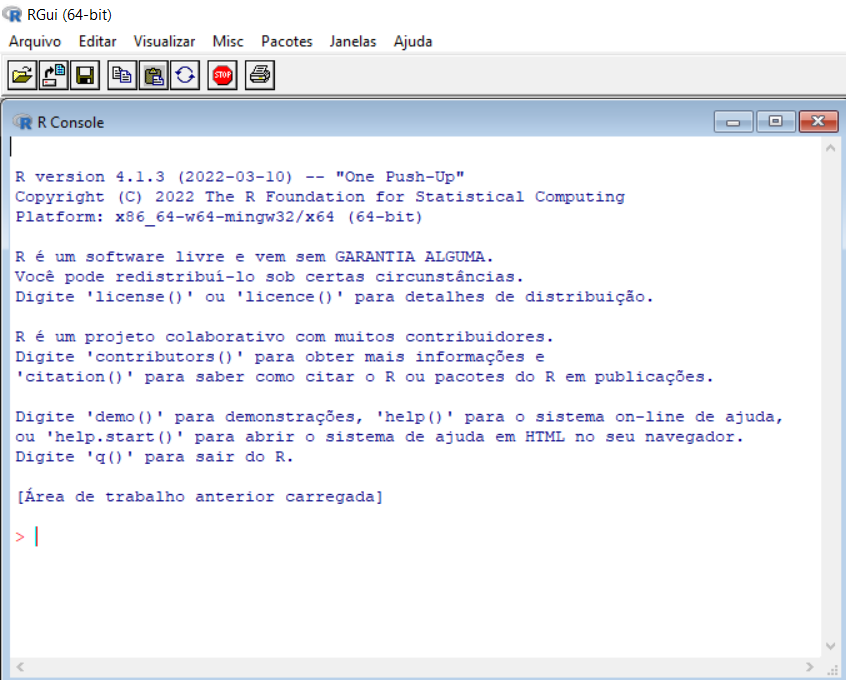 RGui (64-bit)
Arquivo Editar Visualizar Misc Pacotes Janelas Ajuda
STOP
R Console
R version 4.1.3 (2022-03-10) -- "One Push-Up"
Copyright (C) 2022 The R Foundation for Statistical Computing
Platform: x86_64-w64-mingw32/x64 (64-bit)
R é um software livre e vem sem GARANTIA ALGUMA.
Você pode redistribuí-lo sob certas circunstâncias.
Digite 'license()' ou 'licence()' para detalhes de distribuição.
R é um projeto colaborativo com muitos contribuidores.
Digite 'contributors()' para obter mais informações e
'citation()' para saber como citar o R ou pacotes do R em publicações.
Digite 'demo()' para demonstrações, 'help()' para o sistema on-line de ajuda,
ou 'help.start()' para abrir o sistema de ajuda em HTML no seu navegador.
Digite 'q()' para sair do R.
[Área de trabalho anterior carregada]
>